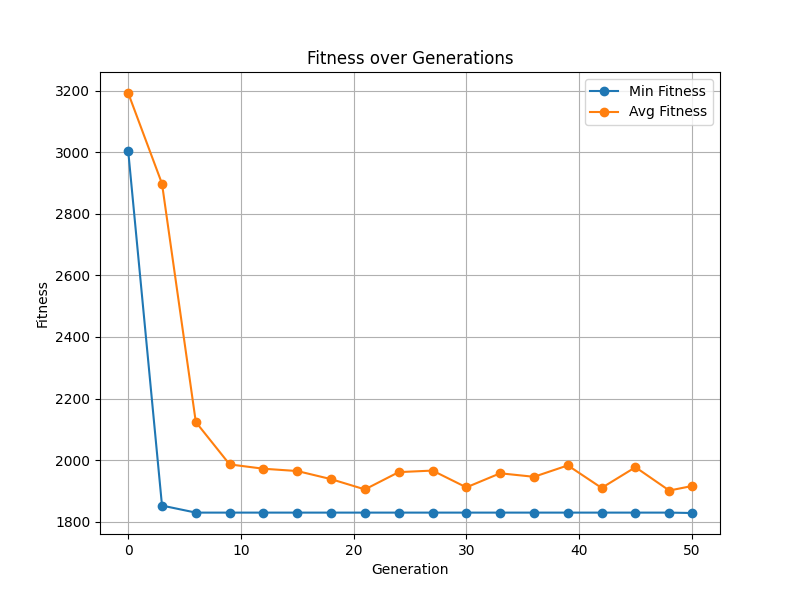 Fitness over Generations
Min Fitness
Avg Fitness
3200
3000
2800
2600
2400
2200
2000
1800
Fitness
0 10 20 30 40 50
Generation